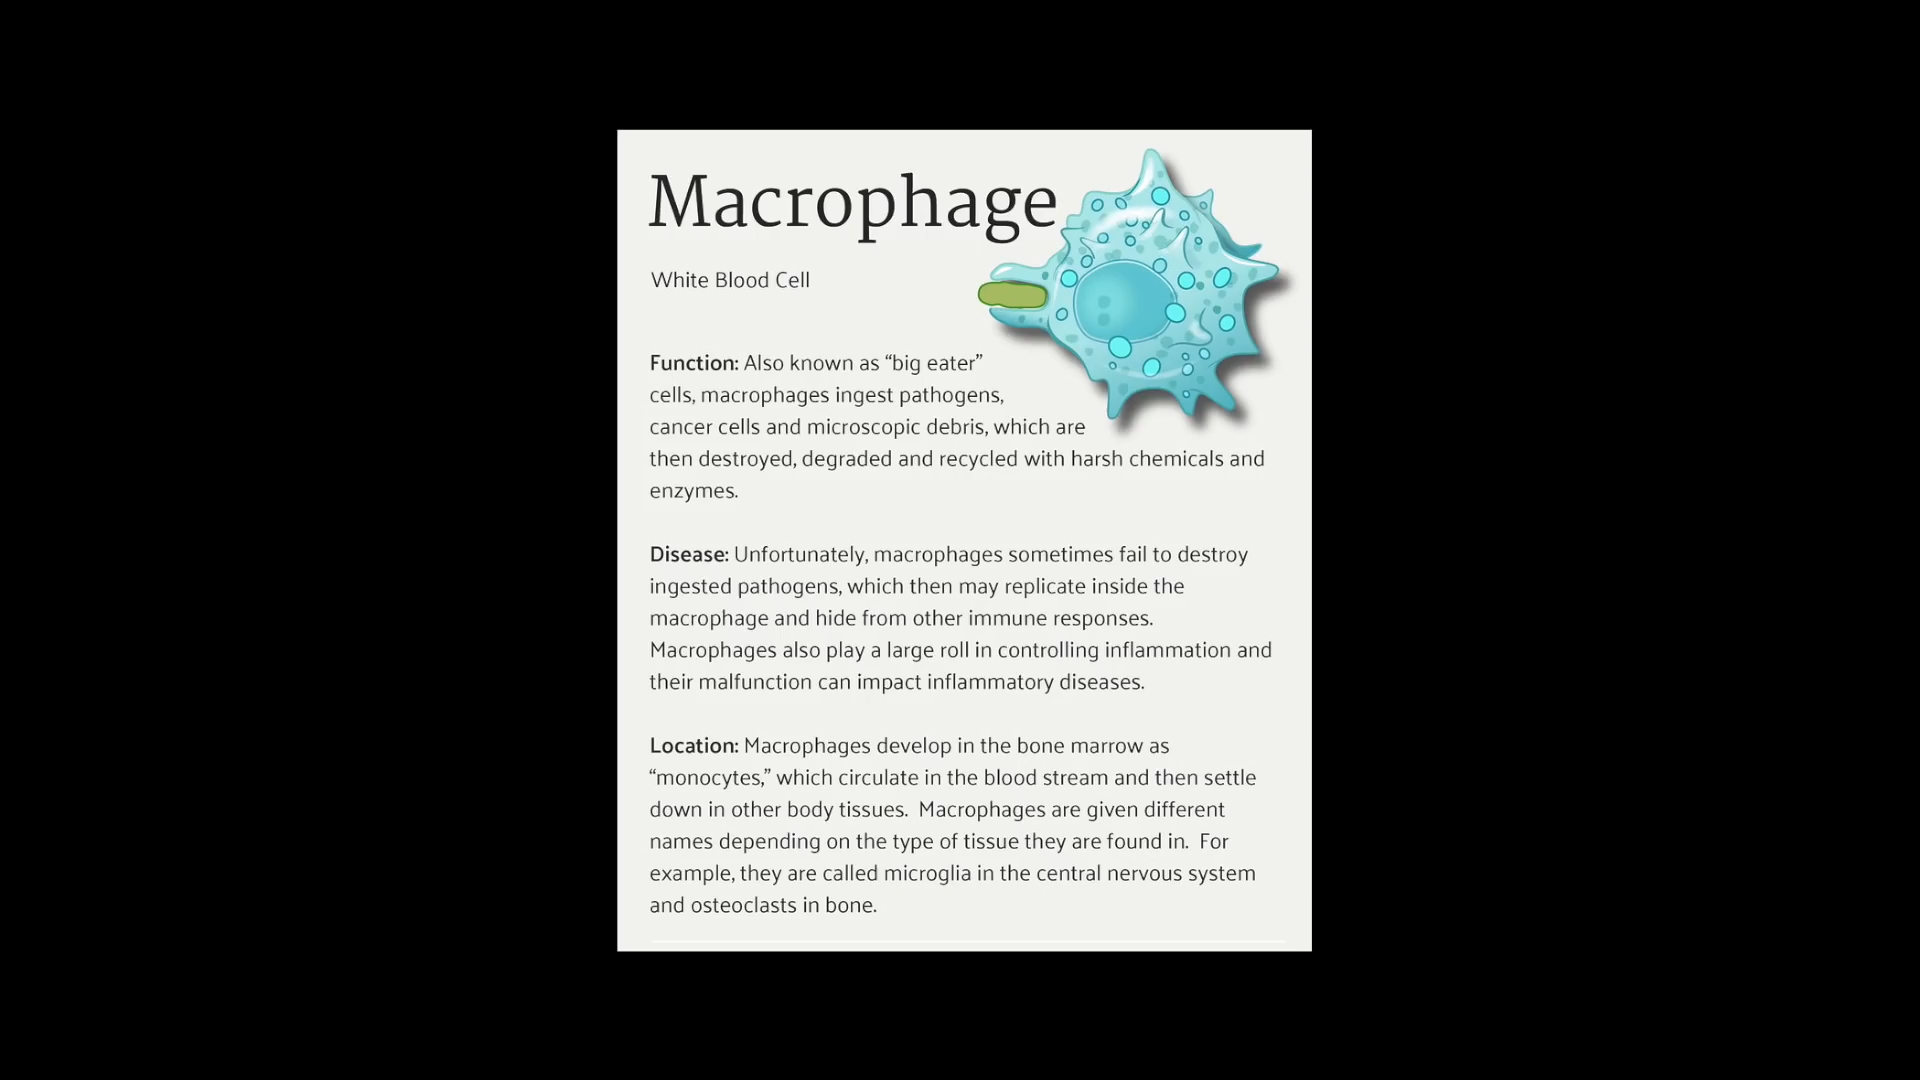 Macrophage
White Blood Cell
Function: Also known as “big eater”
cells, macrophages ingest pathogens,
cancer cells and microscopic debris, which are
then destroyed, degraded and recycled with harsh chemicals and
enzymes.
Disease: Unfortunately, macrophages sometimes fail to destroy
ingested pathogens, which then may replicate inside the
macrophage and hide from other immune responses.
Macrophages also play a large roll in controlling inflammation and
their malfunction can impact inflammatory diseases.
Location: Macrophages develop in the bone marrow as
“monocytes,” which circulate in the blood stream and then settle
down in other body tissues.  Macrophages are given different
names depending on the type of tissue they are found in.  For
example, they are called microglia in the central nervous system
and osteoclasts in bone.